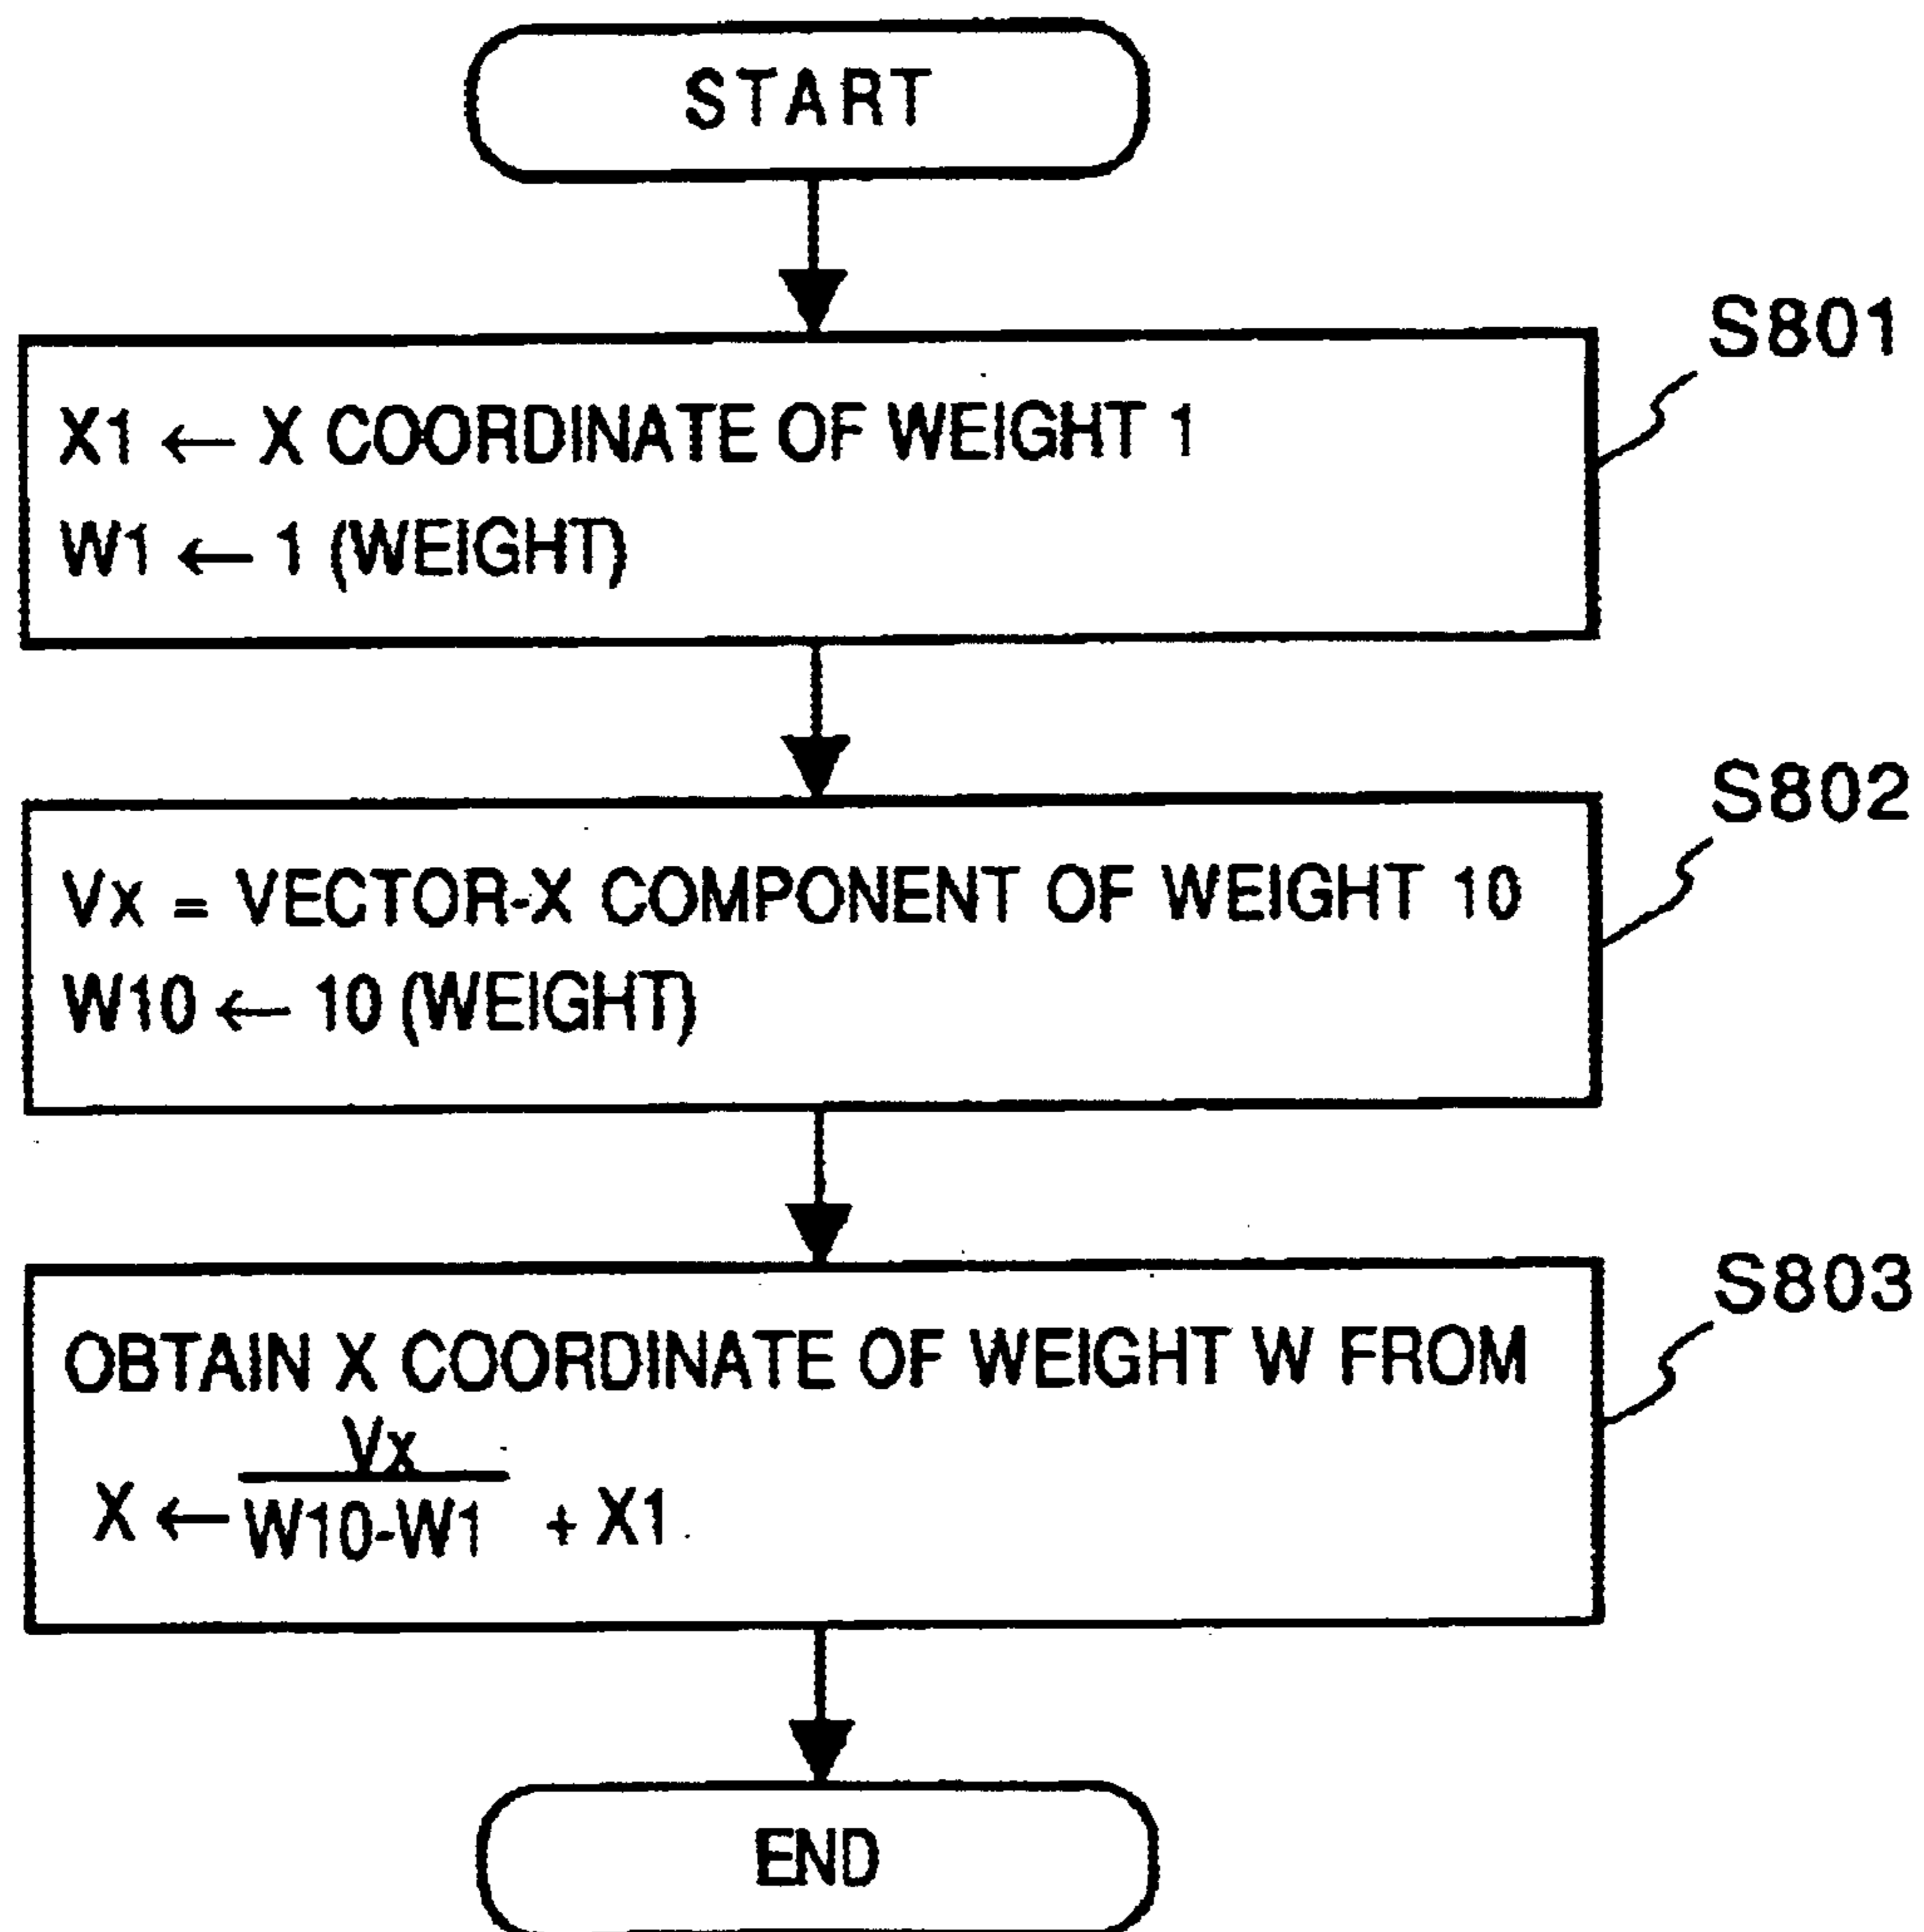 START
S801
X1 ← X COORDINATE OF WEIGHT 1
W1 ← 1 (WEIGHT)
S802
Vx = VECTOR-X COMPONENT OF WEIGHT 10
W10 ← 10 (WEIGHT)
S803
OBTAIN X COORDINATE OF WEIGHT W FROM
Vx
X ← W10-W1 + X1
END